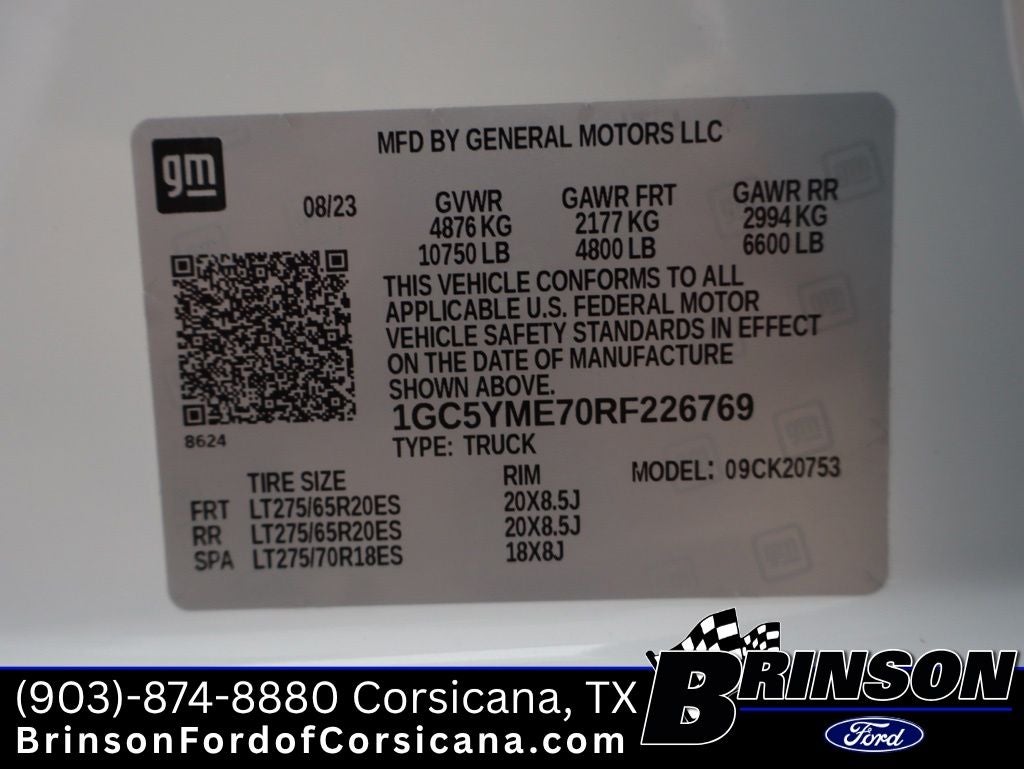 gm
MFD BY GENERAL MOTORS LLC
08/23
GVWR GAWR FRT GAWR RR
4876 KG 2177 KG 2994 KG
10750 LB 4800 LB 6600 LB
THIS VEHICLE CONFORMS TO ALL
APPLICABLE U.S. FEDERAL MOTOR
VEHICLE SAFETY STANDARDS IN EFFECT
ON THE DATE OF MANUFACTURE
SHOWN ABOVE.
1GC5YME70RF226769
8624
TYPE: TRUCK
TIRE SIZE RIM MODEL: 09CK20753
FRT LT275/65R20ES 20X8.5J
RR LT275/65R20ES 20X8.5J
SPA LT275/70R18ES 18X8J
(903)-874-8880 Corsicana, TX
BrinsonFordofCorsicana.com
BRINSON
Ford